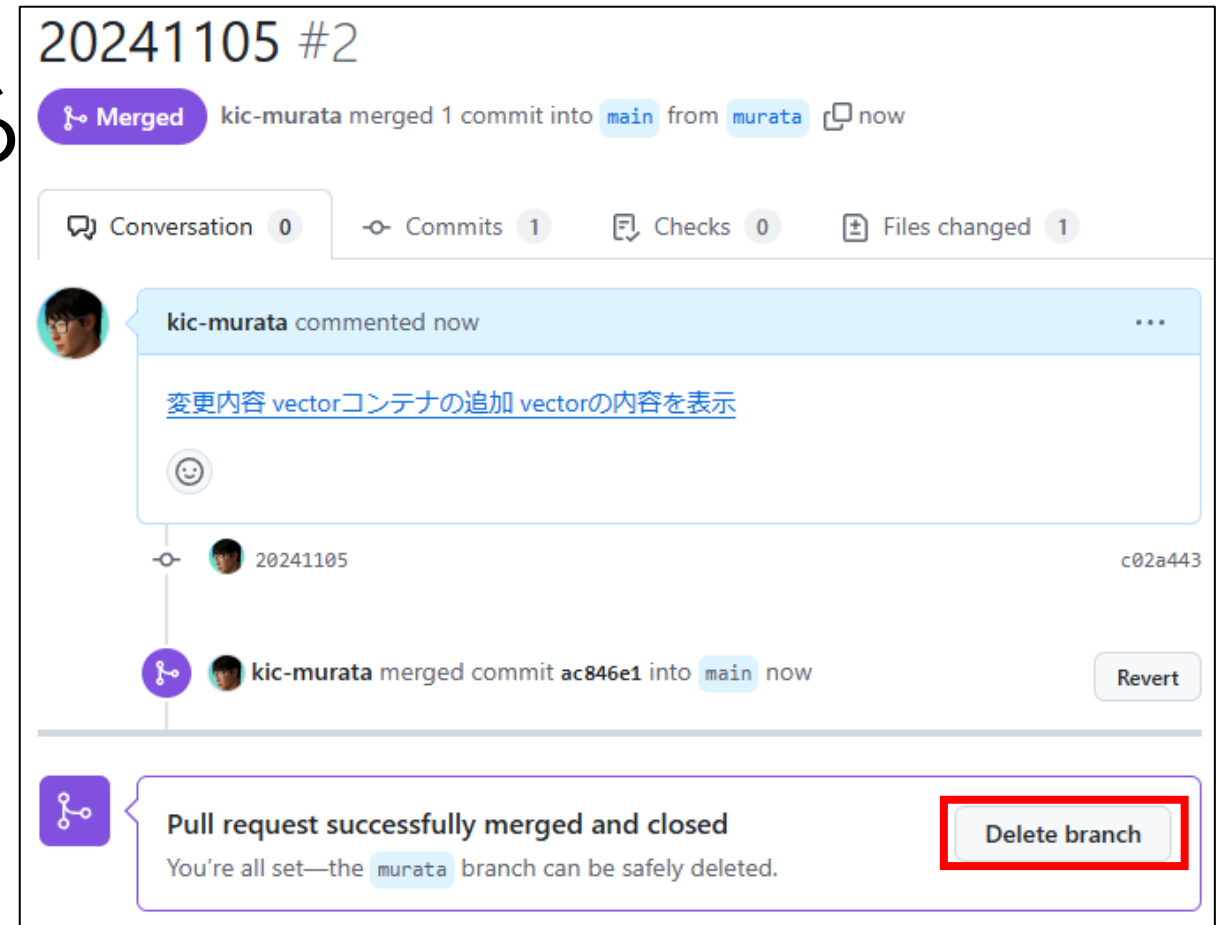 20241105 #2
る
Merged kic-murata merged 1 commit into main from murata now
Conversation 0 Commits 1 Checks 0 Files changed 1
kic-murata commented now
変更内容 vectorコンテナの追加 vectorの内容を表示
20241105 c02a443
kic-murata merged commit ac846e1 into main now Revert
Pull request successfully merged and closed Delete branch
You're all set—the murata branch can be safely deleted.